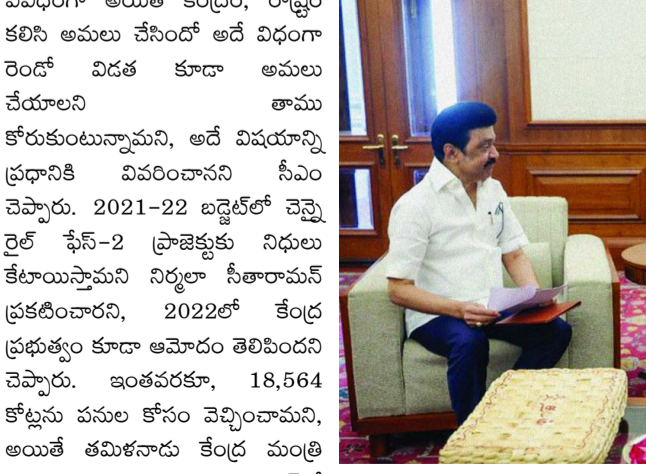 వివిధంగా అయితే కేంద్రం, రాష్ట్రం
కలిసి అమలు చేసిందో అదే విధంగా
రెండో విడత కూడా అమలు
చేయాలని తాము
కోరుకుంటున్నామని, అదే విషయాన్ని
ప్రధానికి వివరించానని సీఎం
చెప్పారు. 2021-22 బడ్జెట్‌లో చెన్నై
రైల్ ఫేస్-2 ప్రాజెక్టుకు నిధులు
కేటాయిస్తామని నిర్మలా సీతారామన్
ప్రకటించారని, 2022లో కేంద్ర
ప్రభుత్వం కూడా ఆమోదం తెలిపిందని
చెప్పారు. ఇంతవరకూ, 18,564
కోట్లను పనుల కోసం వెచ్చించామని,
అయితే తమిళనాడు కేంద్ర మంత్రి